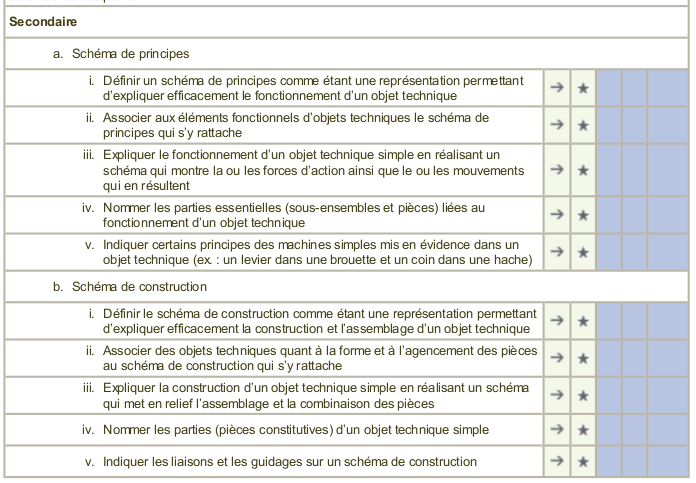 Secondaire
a. Schéma de principes
i. Définir un schéma de principes comme étant une représentation permettant → ★
d'expliquer efficacement le fonctionnement d'un objet technique
ii. Associer aux éléments fonctionnels d'objets techniques le schéma de → ★
principes qui s'y rattache
iii. Expliquer le fonctionnement d'un objet technique simple en réalisant un
schéma qui montre la ou les forces d'action ainsi que le ou les mouvements → ★
qui en résultent
iv. Nommer les parties essentielles (sous-ensembles et pièces) liées au → ★
fonctionnement d'un objet technique
v. Indiquer certains principes des machines simples mis en évidence dans un → ★
objet technique (ex. : un levier dans une brouette et un coin dans une hache)
b. Schéma de construction
i. Définir le schéma de construction comme étant une représentation permettant → ★
d'expliquer efficacement la construction et l'assemblage d'un objet technique
ii. Associer des objets techniques quant à la forme et à l'agencement des pièces → ★
au schéma de construction qui s'y rattache
iii. Expliquer la construction d'un objet technique simple en réalisant un schéma → ★
qui met en relief l'assemblage et la combinaison des pièces
iv. Nommer les parties (pièces constitutives) d'un objet technique simple → ★
v. Indiquer les liaisons et les guidages sur un schéma de construction → ★